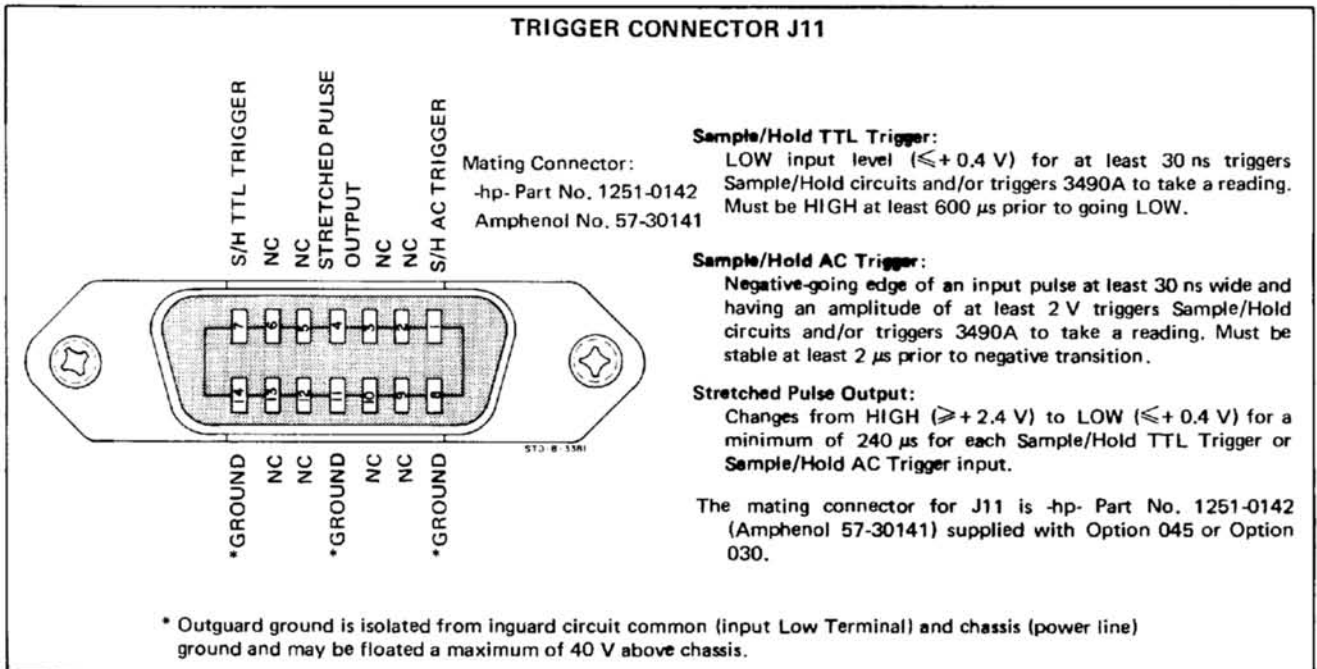 TRIGGER CONNECTOR J11
S/H TTL TRIGGER
NC
NC
STRETCHED PULSE
OUTPUT
NC
NC
S/H AC TRIGGER
Mating Connector:
-hp- Part No. 1251-0142
Amphenol No. 57-30141
7 6 5 4 3 2 1
14 13 12 11 10 9 8
STD-B-3381
*GROUND
NC
NC
*GROUND
NC
NC
*GROUND
Sample/Hold TTL Trigger:
LOW input level (≤+ 0.4 V) for at least 30 ns triggers
Sample/Hold circuits and/or triggers 3490A to take a reading.
Must be HIGH at least 600 μs prior to going LOW.
Sample/Hold AC Trigger:
Negative-going edge of an input pulse at least 30 ns wide and
having an amplitude of at least 2 V triggers Sample/Hold
circuits and/or triggers 3490A to take a reading. Must be
stable at least 2 μs prior to negative transition.
Stretched Pulse Output:
Changes from HIGH (≥+ 2.4 V) to LOW (≤+ 0.4 V) for a
minimum of 240 μs for each Sample/Hold TTL Trigger or
Sample/Hold AC Trigger input.
The mating connector for J11 is -hp- Part No. 1251-0142
(Amphenol 57-30141) supplied with Option 045 or Option
030.
* Outguard ground is isolated from inguard circuit common (input Low Terminal) and chassis (power line)
ground and may be floated a maximum of 40 V above chassis.